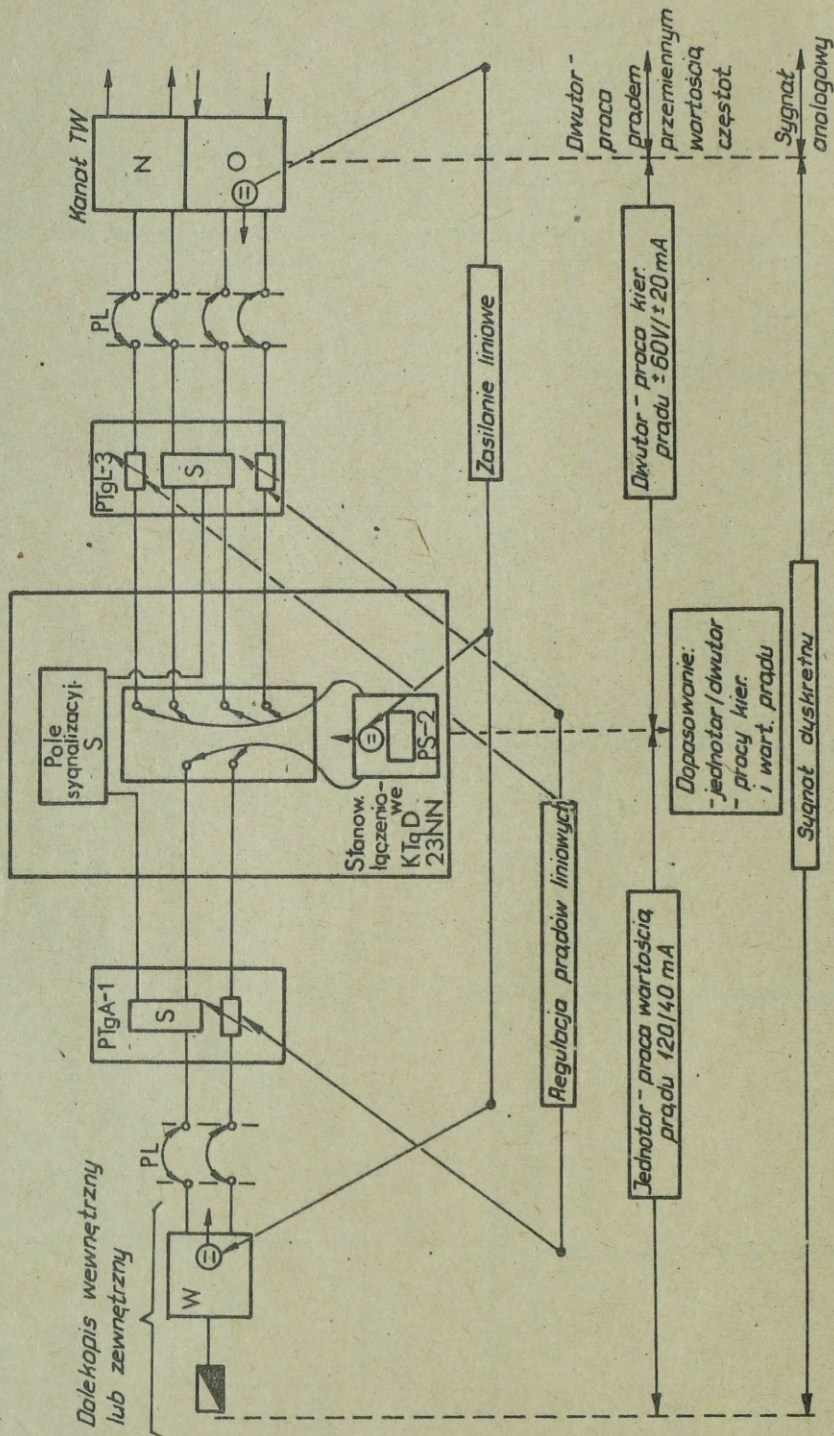 Dalekopis wewnętrzny
lub zewnętrzny
W
PL
PTgA-1
S
Pole
sygnalizacyj.
S
Stanow.
łączenio-
we
KTgD
23NN
PS-2
PTgL-3
S
PL
Kanał TW
N
O
Zasilanie liniowe
Regulacja prądów liniowych
Jednotor - praca wartością
prądu 120/40 mA
Dopasowanie:
-jednotor/dwutor
- pracy kier.
i wart. prądu
Dwutor - praca kier.
prądu ±60V/±20mA
Dwutor-
praca
prądem
przemiennym
wartością
częstot.
Sygnał dyskretny
Sygnał
analogowy